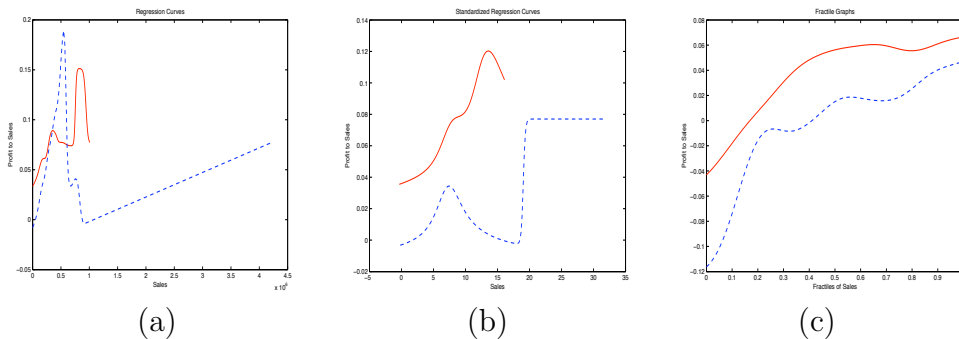 Regression Curves
0.2
0.15
0.1
0.05
0
−0.05
Profit to Sales
0 0.5 1 1.5 2 2.5 3 3.5 4 4.5
Sales
x 10^6
(a)
Standardized Regression Curves
0.14
0.12
0.1
0.08
0.06
0.04
0.02
0
−0.02
Profit to Sales
−5 0 5 10 15 20 25 30 35
Sales
(b)
Fractile Graphs
0.08
0.06
0.04
0.02
0
−0.02
−0.04
−0.06
−0.08
−0.1
−0.12
Profit to Sales
0 0.1 0.2 0.3 0.4 0.5 0.6 0.7 0.8 0.9
Fractiles of Sales
(c)